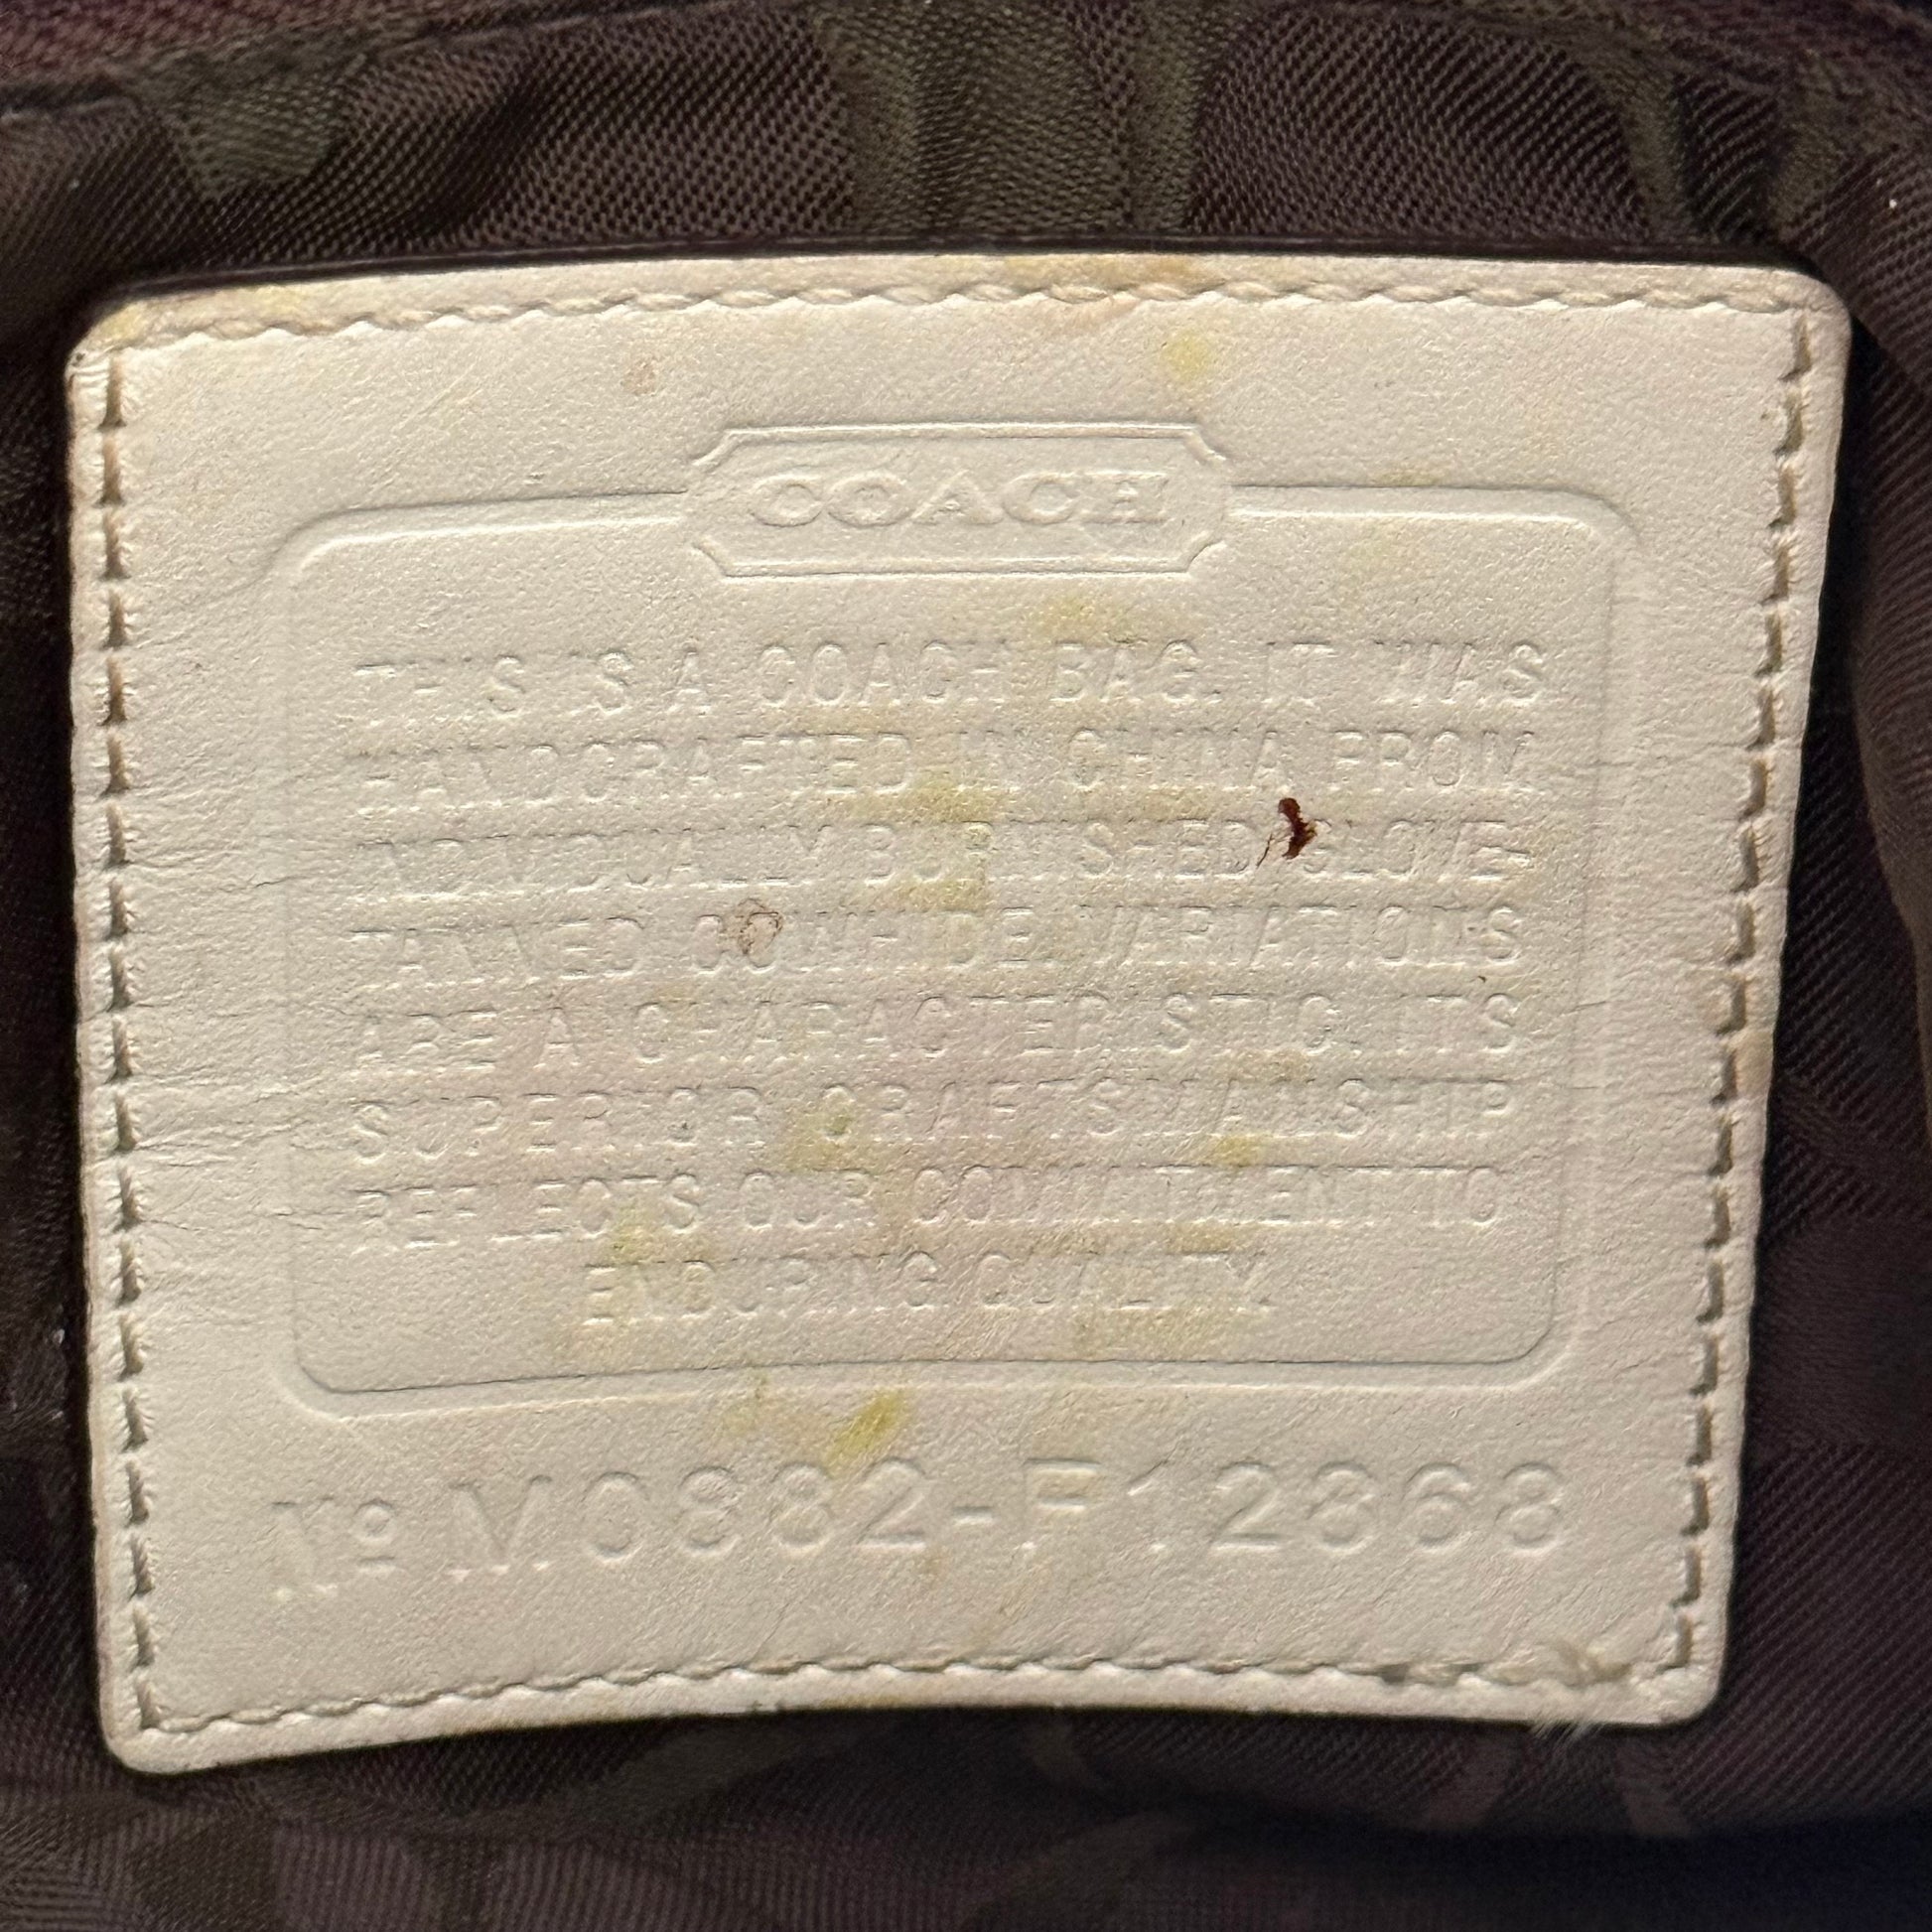 COACH
THIS IS A COACH BAG. IT WAS
HANDCRAFTED IN CHINA FROM
INDIVIDUALLY BURNISHED GLOVE-
TANNED COWHIDE. VARIATIONS
ARE A CHARACTERISTIC. ITS
SUPERIOR CRAFTSMANSHIP
REFLECTS OUR COMMITMENT TO
ENDURING QUALITY.
Nº M0882-F12868